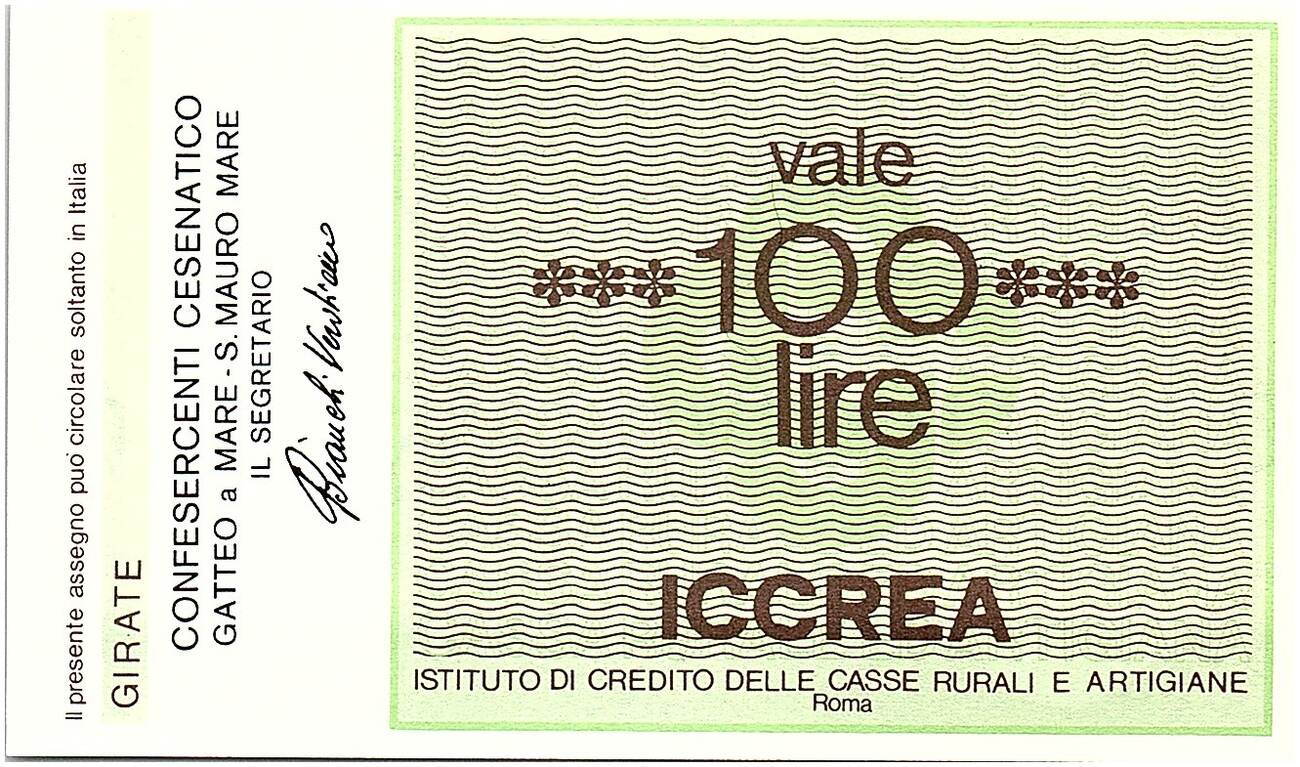 Il presente assegno può circolare soltanto in Italia
GIRATE
CONFESERCENTI CESENATICO
GATTEO a MARE - S. MAURO MARE
IL SEGRETARIO
vale
***100***
lire
ICCREA
ISTITUTO DI CREDITO DELLE CASSE RURALI E ARTIGIANE
Roma